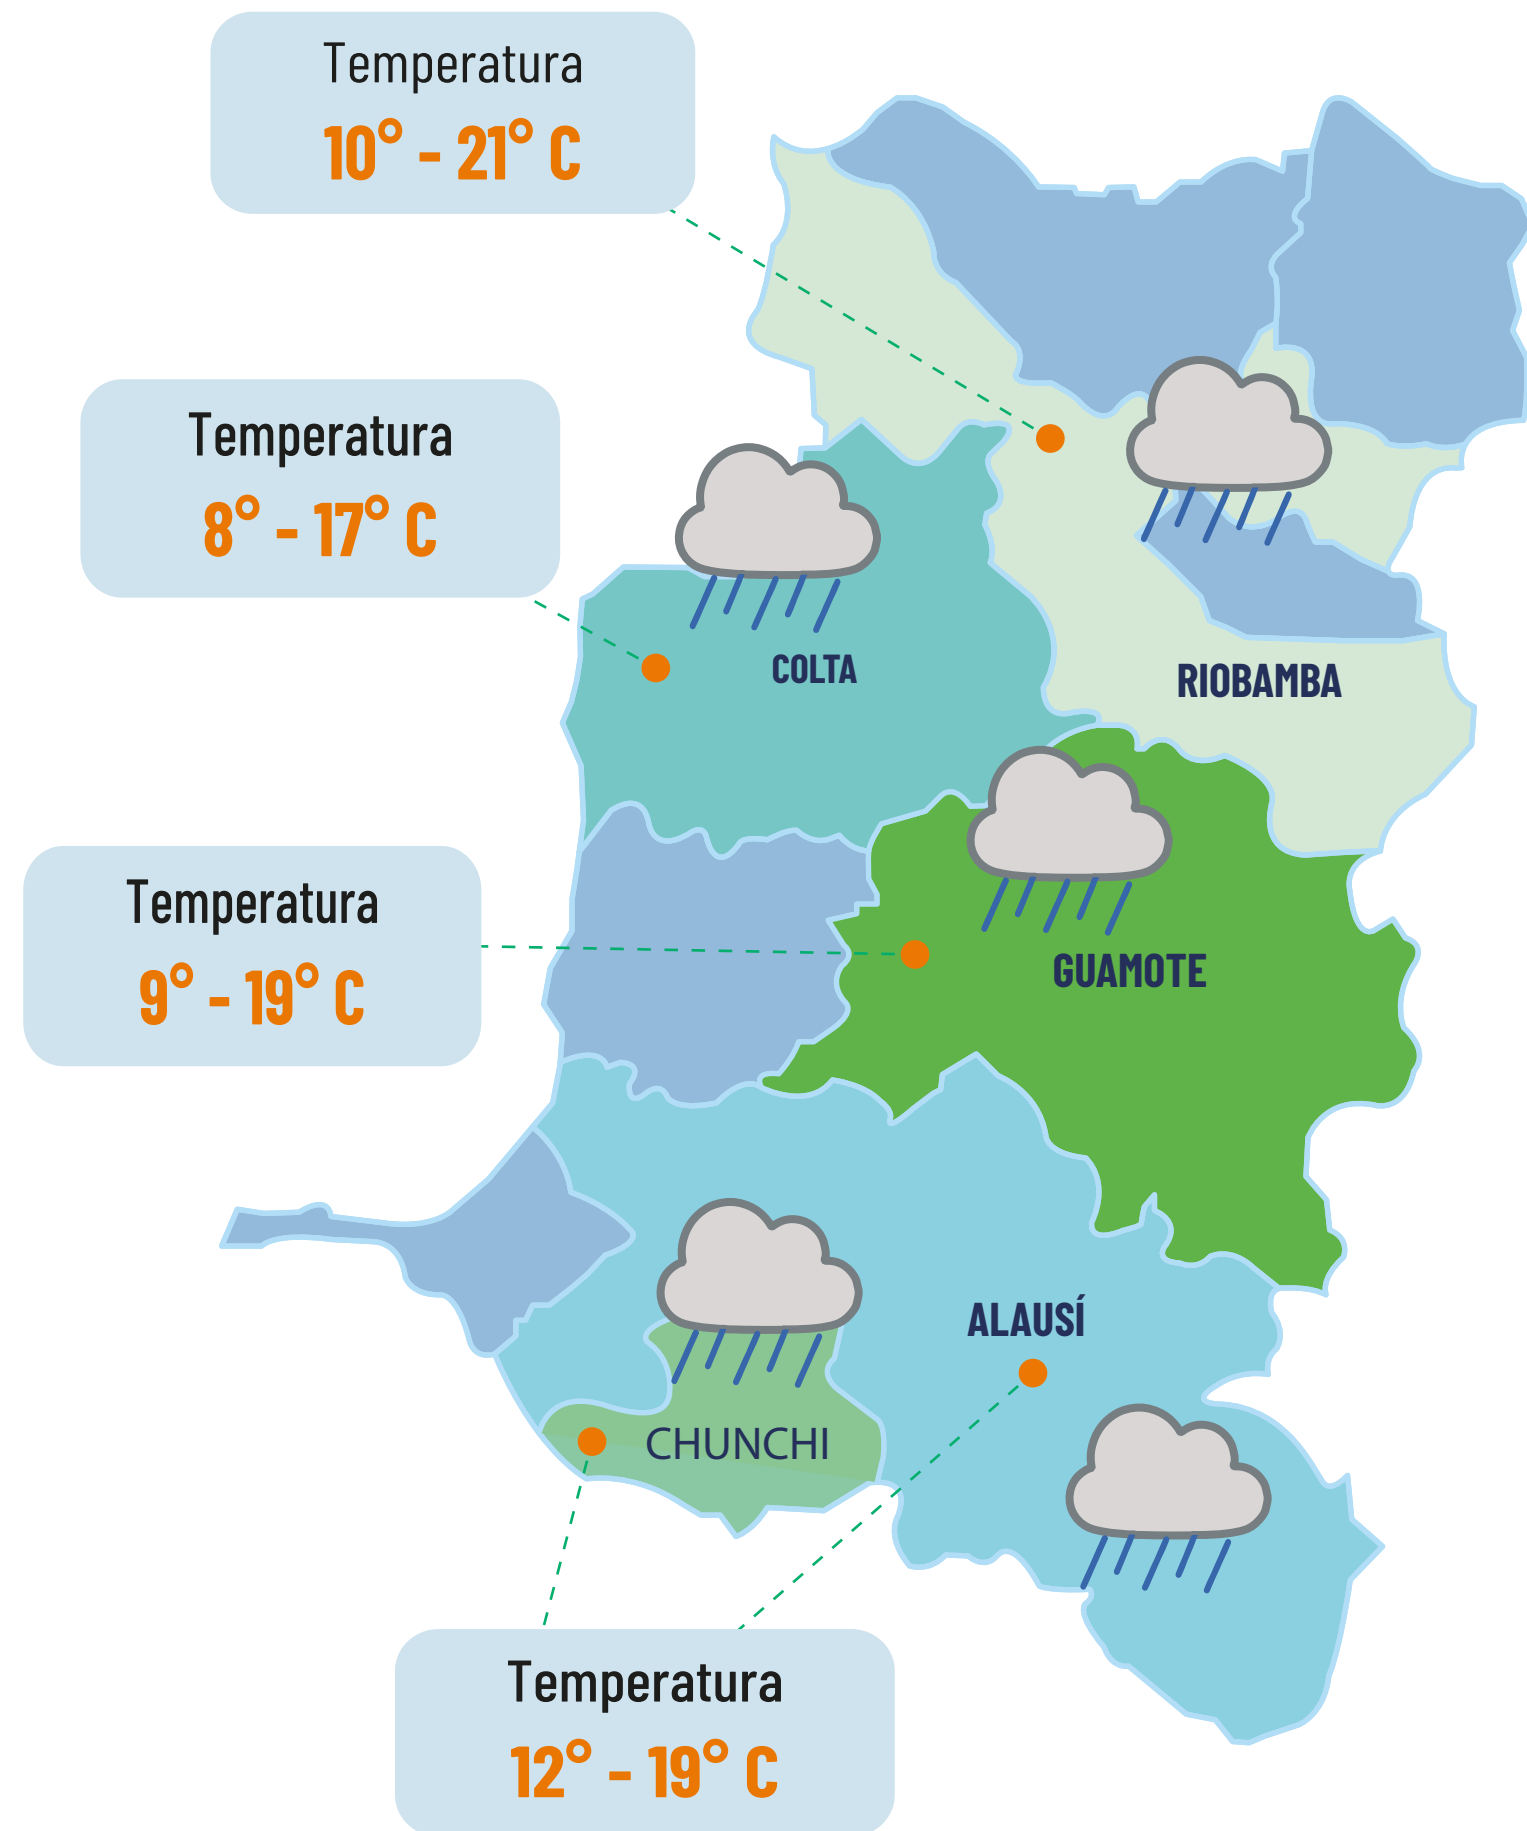 Temperatura
10° - 21° C
Temperatura
8° - 17° C
COLTA
RIOBAMBA
Temperatura
9° - 19° C
GUAMOTE
ALAUSÍ
CHUNCHI
Temperatura
12° - 19° C